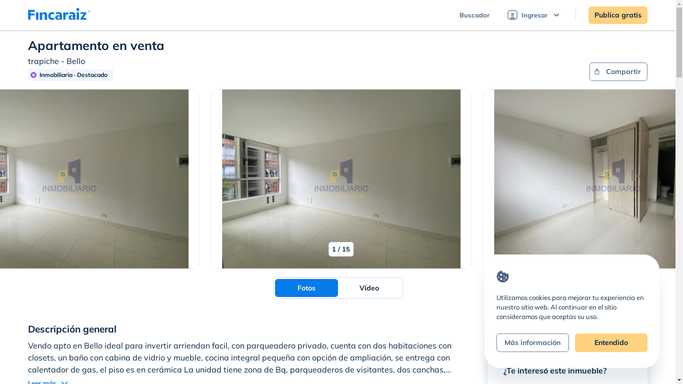 Fincaraiz
Buscador
Ingresar
Publica gratis
Apartamento en venta
trapiche - Bello
Inmobiliaria · Destacado
Compartir
INMOBILIARIO
INMOBILIARIO
INMOBILIARIO
1 / 15
Fotos
Video
Utilizamos cookies para mejorar tu experiencia en
nuestro sitio web. Al continuar en el sitio
consideramos que aceptas su uso.
Más información
Entendido
Descripción general
Vendo apto en Bello ideal para invertir arriendan facil, con parqueadero privado, cuenta con dos habitaciones con
closets, un baño con cabina de vidrio y mueble, cocina integral pequeña con opción de ampliación, se entrega con
calentador de gas, el piso es en cerámica La unidad tiene zona de Bq, parqueaderos de visitantes, dos canchas,...
Leer más
¿Te interesó este inmueble?